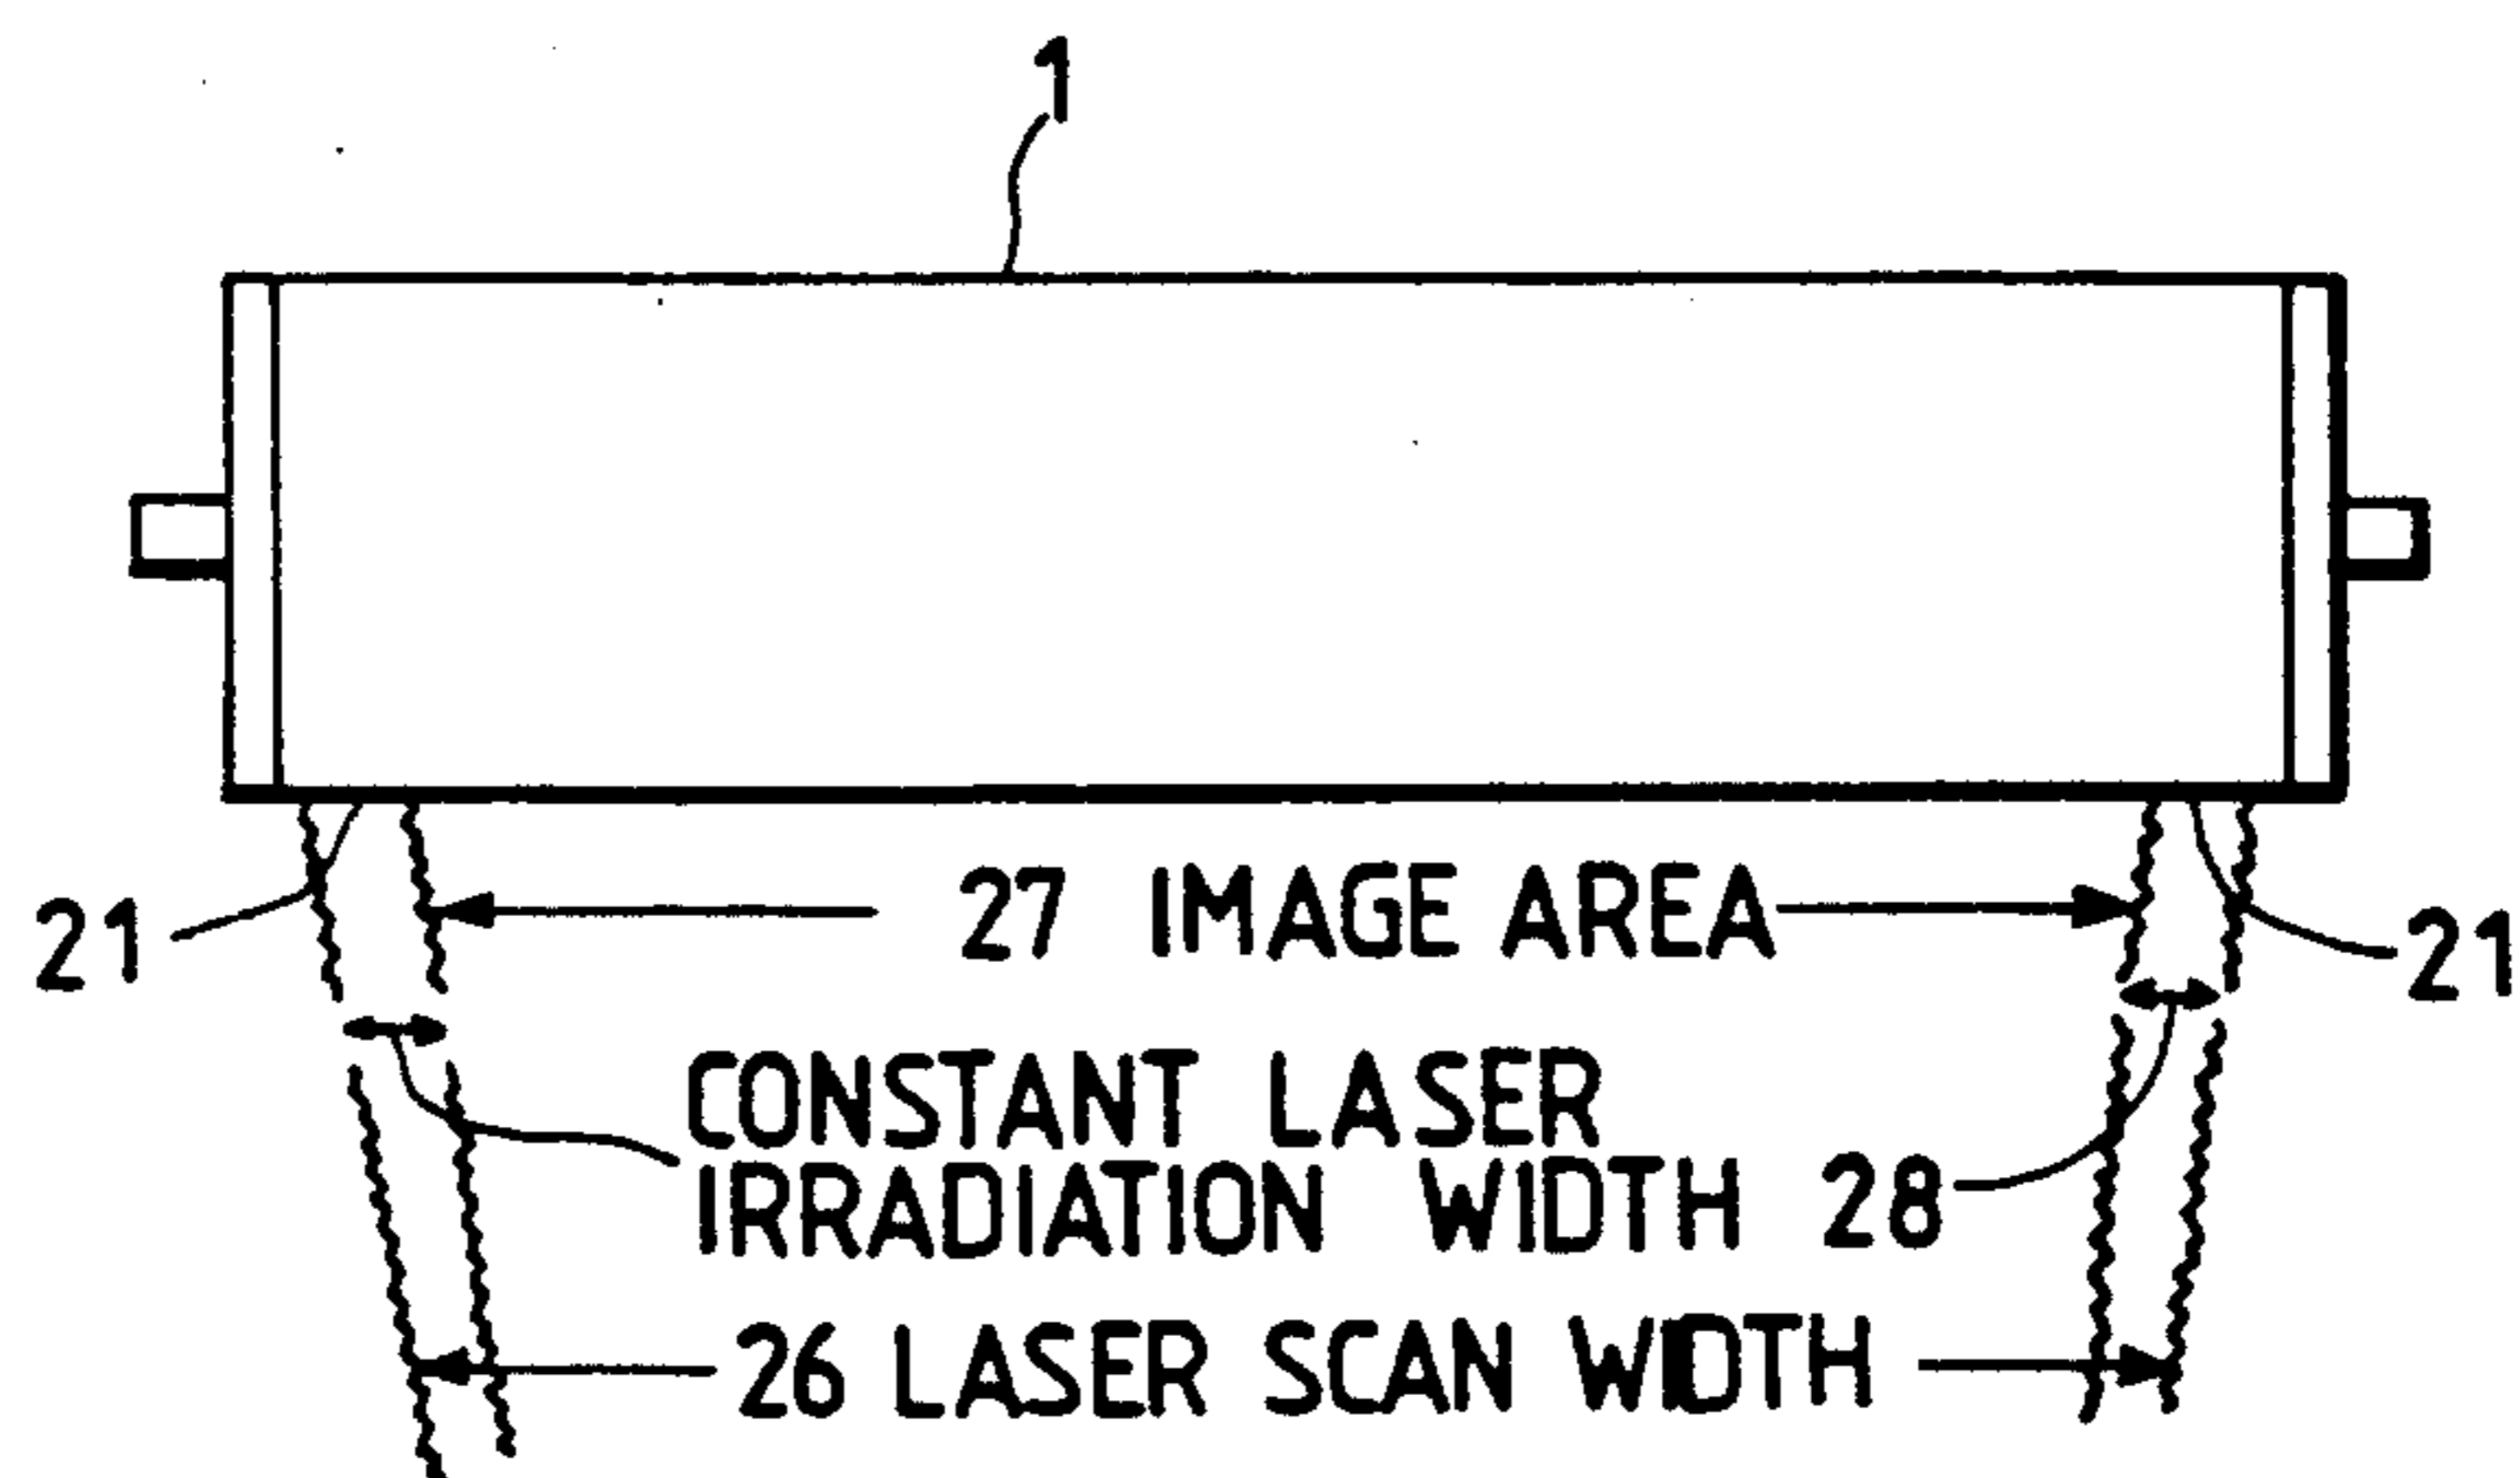 1
27 IMAGE AREA
21
21
CONSTANT LASER
IRRADIATION WIDTH 28
26 LASER SCAN WIDTH